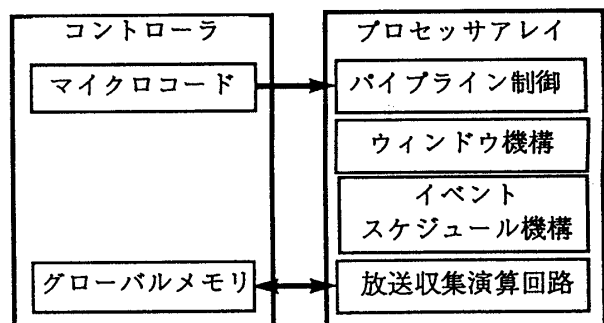 コントローラ
マイクロコード
グローバルメモリ
プロセッサアレイ
パイプライン制御
ウィンドウ機構
イベント
スケジュール機構
放送収集演算回路